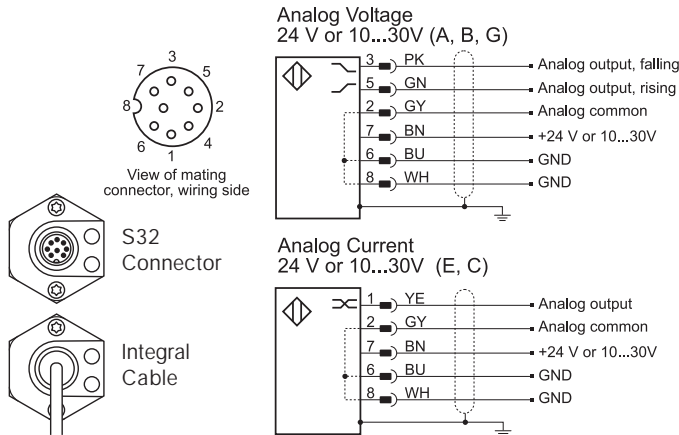 Analog Voltage
24 V or 10...30V (A, B, G)
3 PK Analog output, falling
5 GN Analog output, rising
2 GY Analog common
7 BN +24 V or 10...30V
6 BU GND
8 WH GND
3
7 5
8 2
6 4
1
View of mating
connector, wiring side
S32
Connector
Integral
Cable
Analog Current
24 V or 10...30V (E, C)
1 YE Analog output
2 GY Analog common
7 BN +24 V or 10...30V
6 BU GND
8 WH GND